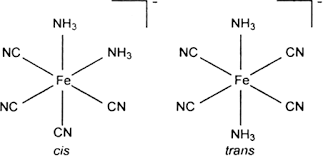 NH₃ -
NC NH₃
Fe
NC CN
CN
cis
NH₃ -
NC CN
Fe
NC CN
NH₃
trans